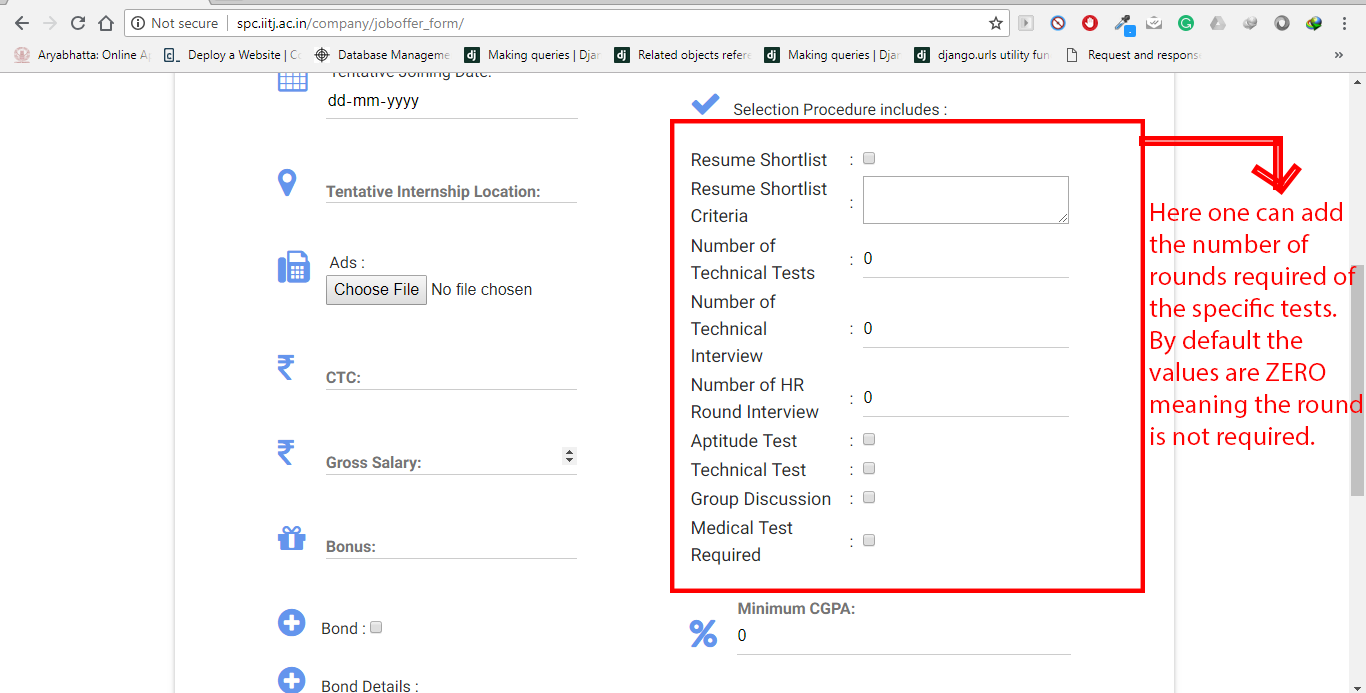 Not secure | spc.iitj.ac.in/company/joboffer_form/
Aryabhatta: Online A
Deploy a Website | Co
Database Manageme
Making queries | Djan
Related objects refere
Making queries | Djan
django.urls utility fun
Request and respons
»
Tentative Joining Date:
dd-mm-yyyy
Tentative Internship Location:
Ads :
Choose File No file chosen
CTC:
Gross Salary:
Bonus:
Bond :
Bond Details :
Selection Procedure includes :
Resume Shortlist :
Resume Shortlist
Criteria :
Number of
Technical Tests : 0
Number of
Technical : 0
Interview
Number of HR
Round Interview : 0
Aptitude Test :
Technical Test :
Group Discussion :
Medical Test
Required :
Minimum CGPA:
0
Here one can add
the number of
rounds required of
the specific tests.
By default the
values are ZERO
meaning the round
is not required.